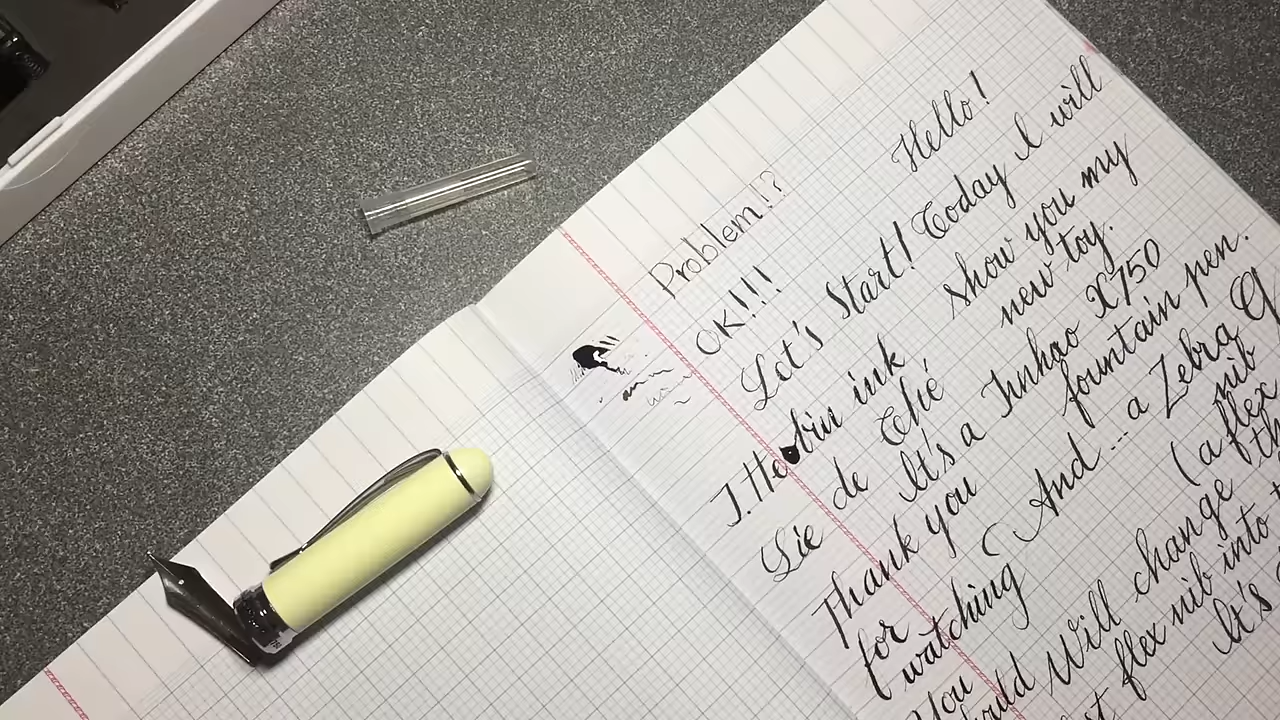 Hello!
Problem!?
OK!!!
Let's Start! Today I will
show you my
new toy.
J. Herbin ink
Lie de Thé
It's a Jinhao X750
fountain pen.
(And... a Zebra G
nib
(a flex
Thank you
for
watching
You
Will change
flex nib into
It's